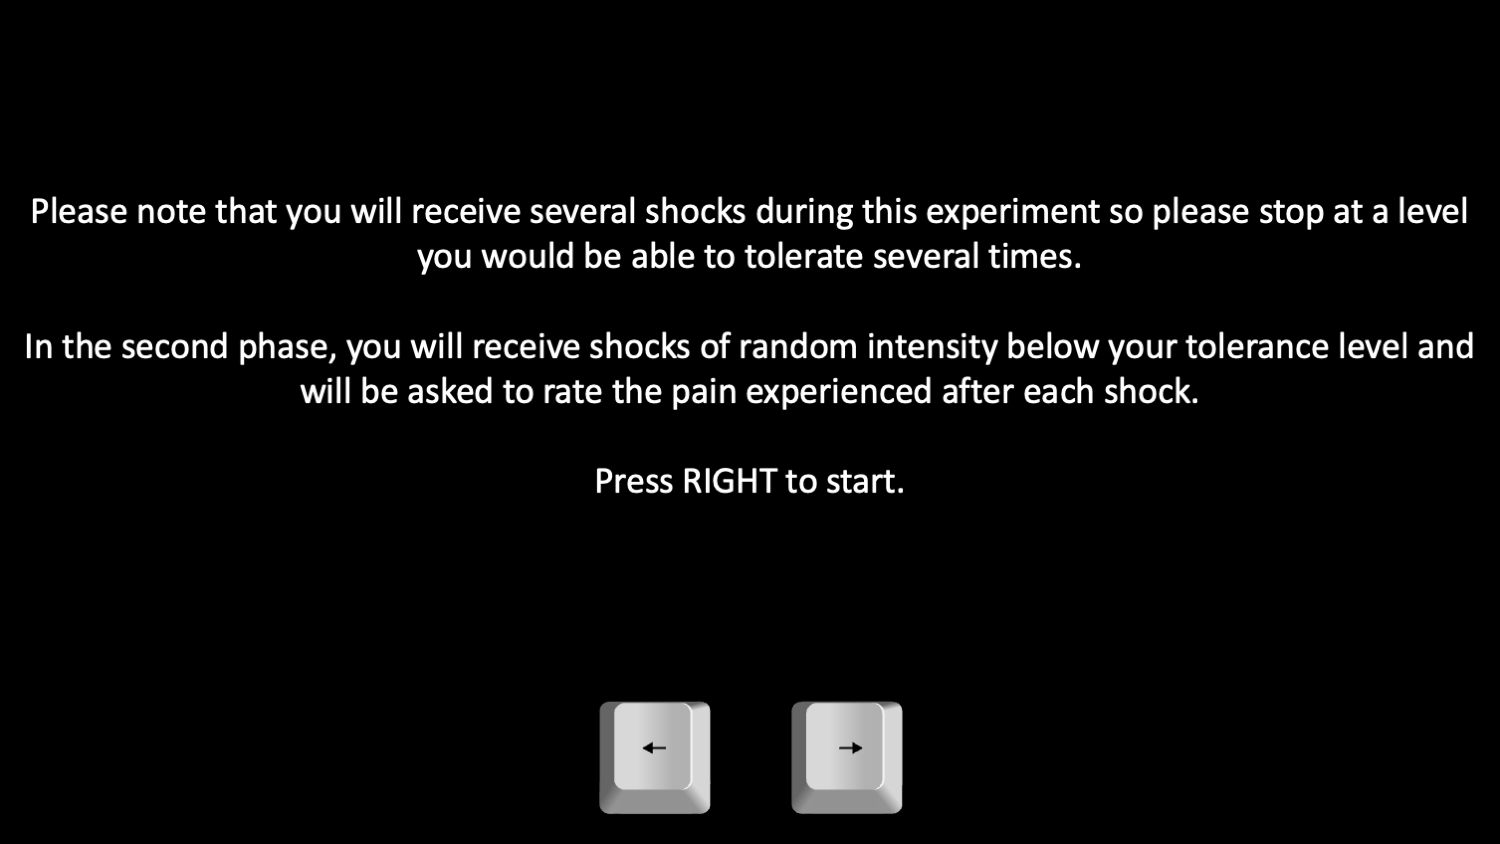 Please note that you will receive several shocks during this experiment so please stop at a level
you would be able to tolerate several times.
In the second phase, you will receive shocks of random intensity below your tolerance level and
will be asked to rate the pain experienced after each shock.
Press RIGHT to start.
← →